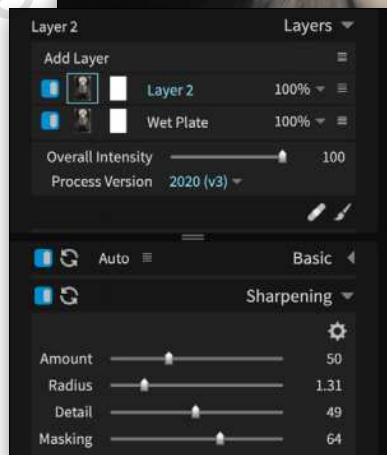 Layer 2 Layers
Add Layer
Layer 2 100%
Wet Plate 100%
Overall Intensity 100
Process Version 2020 (v3)
Auto Basic
Sharpening
Amount 50
Radius 1.31
Detail 49
Masking 64